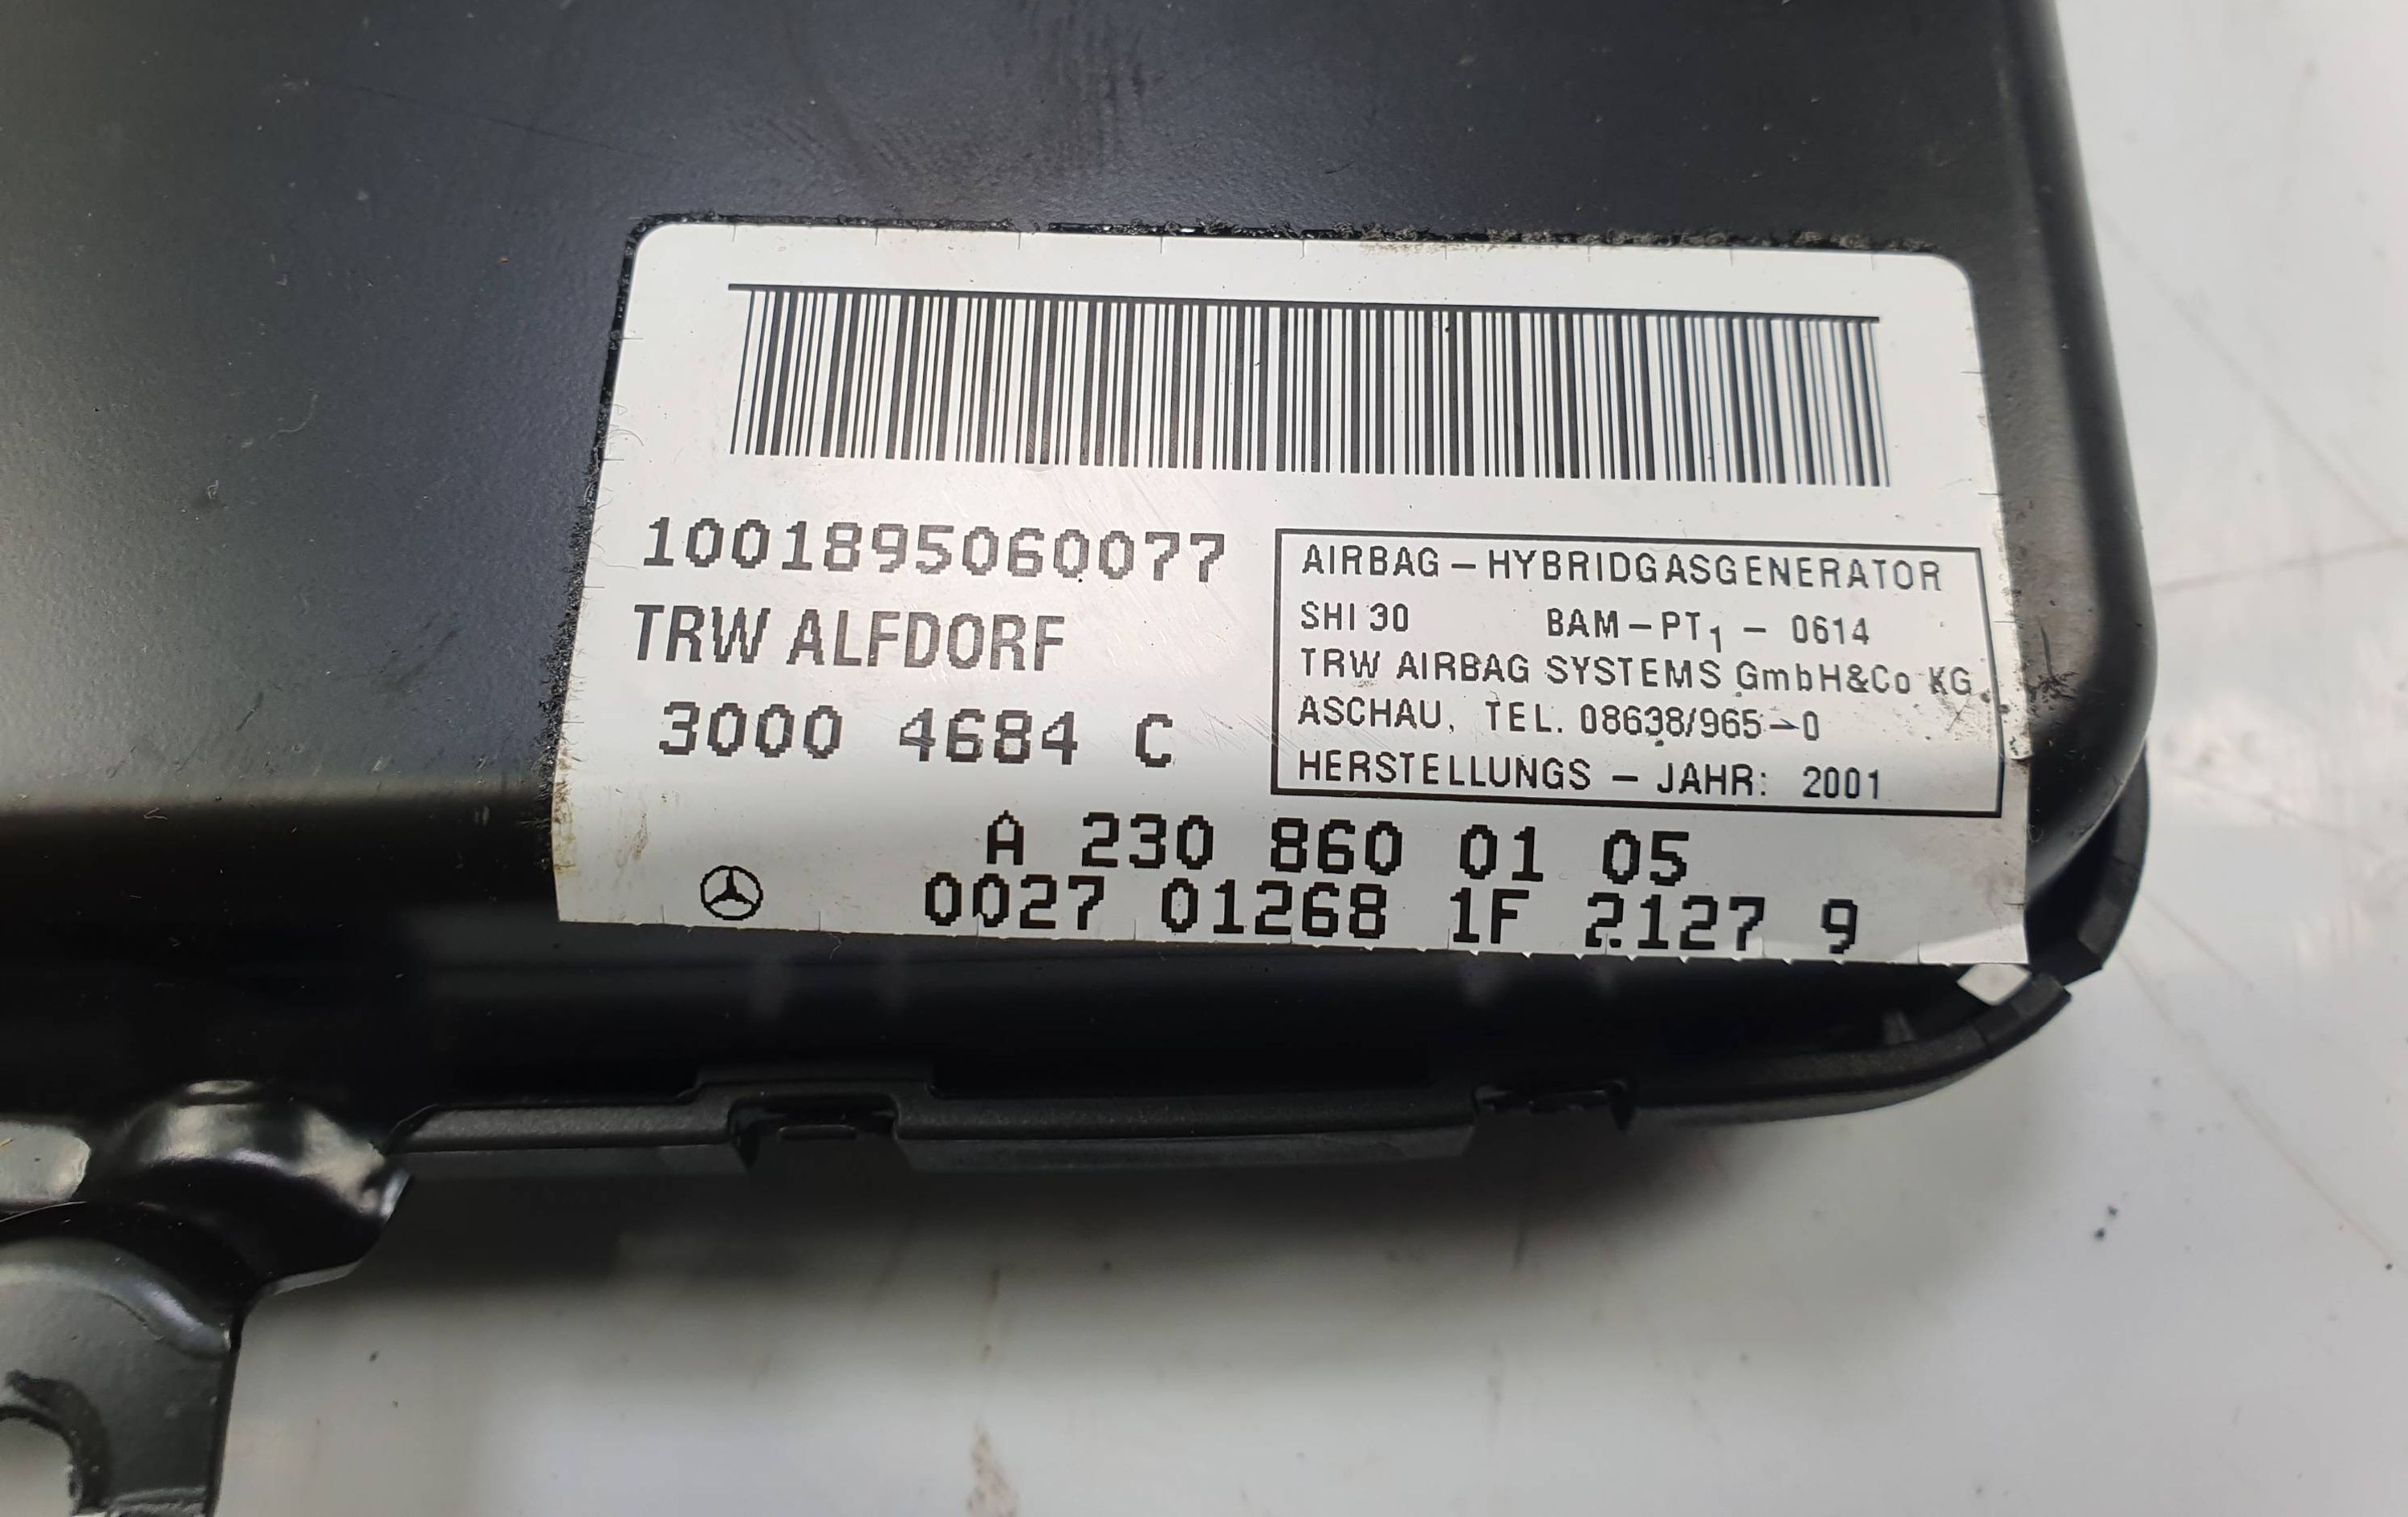 1001895060077
TRW ALFDORF
3000 4684 C
AIRBAG – HYBRIDGASGENERATOR
SHI 30 BAM – PT₁ – 0614
TRW AIRBAG SYSTEMS GmbH&Co KG
ASCHAU, TEL. 08638/965-0
HERSTELLUNGS – JAHR: 2001
A 230 860 01 05
0027 01268 1F 2127 9